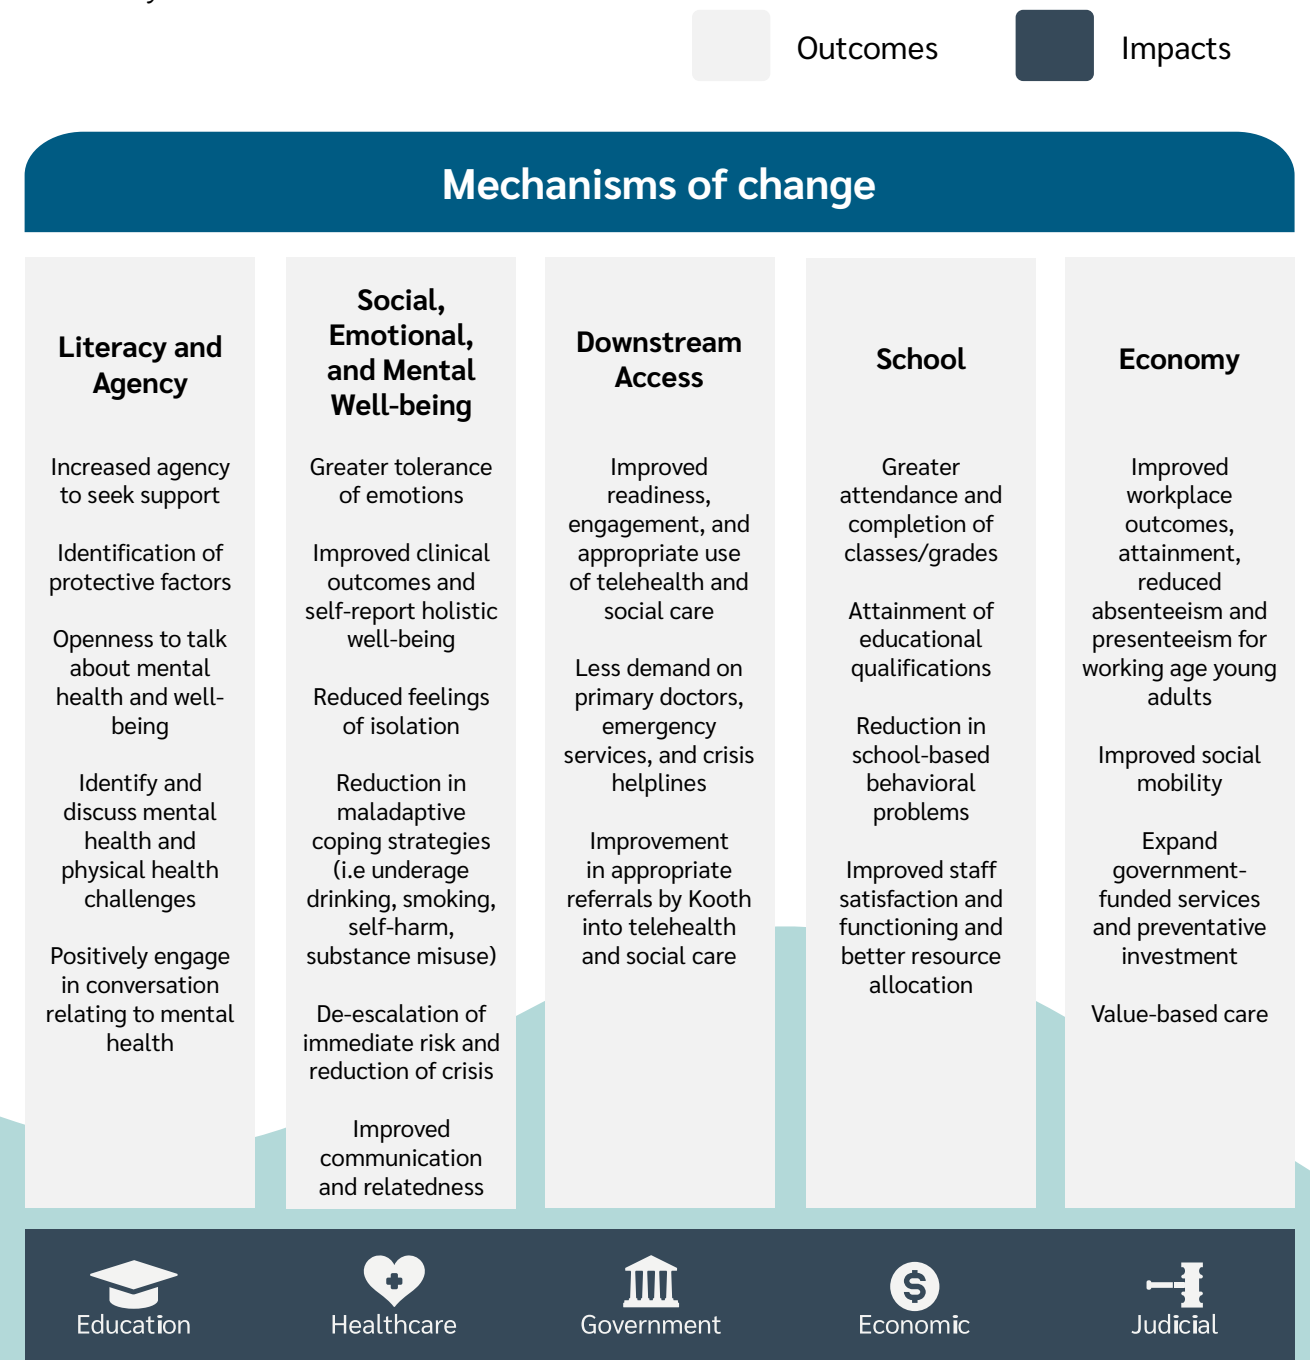 Outcomes
Impacts
Mechanisms of change
Literacy and
Agency
Increased agency
to seek support
Identification of
protective factors
Openness to talk
about mental
health and well-
being
Identify and
discuss mental
health and
physical health
challenges
Positively engage
in conversation
relating to mental
health
Social,
Emotional,
and Mental
Well-being
Greater tolerance
of emotions
Improved clinical
outcomes and
self-report holistic
well-being
Reduced feelings
of isolation
Reduction in
maladaptive
coping strategies
(i.e underage
drinking, smoking,
self-harm,
substance misuse)
De-escalation of
immediate risk and
reduction of crisis
Improved
communication
and relatedness
Downstream
Access
Improved
readiness,
engagement, and
appropriate use
of telehealth and
social care
Less demand on
primary doctors,
emergency
services, and crisis
helplines
Improvement
in appropriate
referrals by Kooth
into telehealth
and social care
School
Greater
attendance and
completion of
classes/grades
Attainment of
educational
qualifications
Reduction in
school-based
behavioral
problems
Improved staff
satisfaction and
functioning and
better resource
allocation
Economy
Improved
workplace
outcomes,
attainment,
reduced
absenteeism and
presenteeism for
working age young
adults
Improved social
mobility
Expand
government-
funded services
and preventative
investment
Value-based care
Education
Healthcare
Government
Economic
Judicial